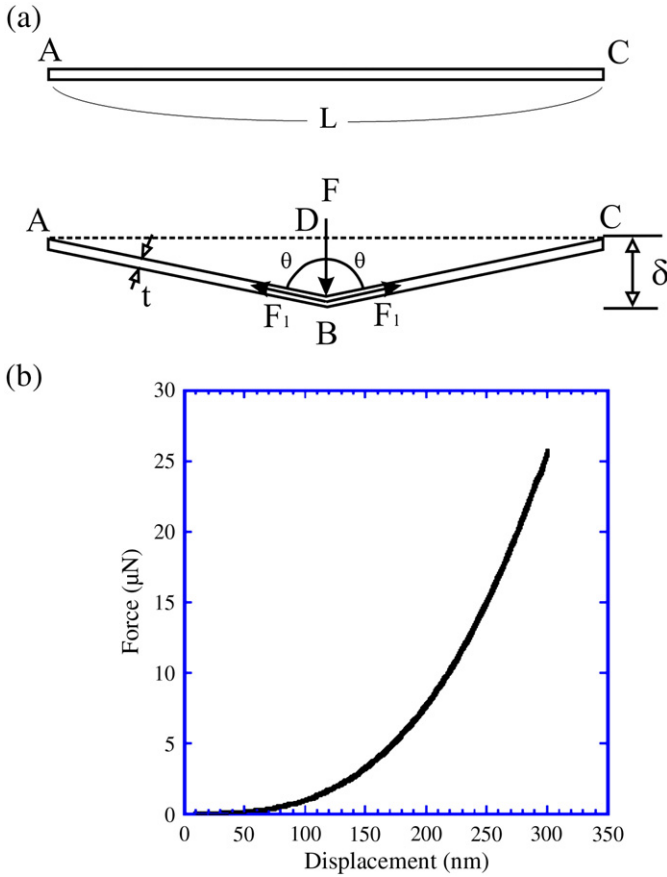 (a)
A C
L
F
A D C
θ θ δ
t F₁ F₁
B
(b)
30
25
20
15
10
5
0
Force (μN)
0 50 100 150 200 250 300 350
Displacement (nm)